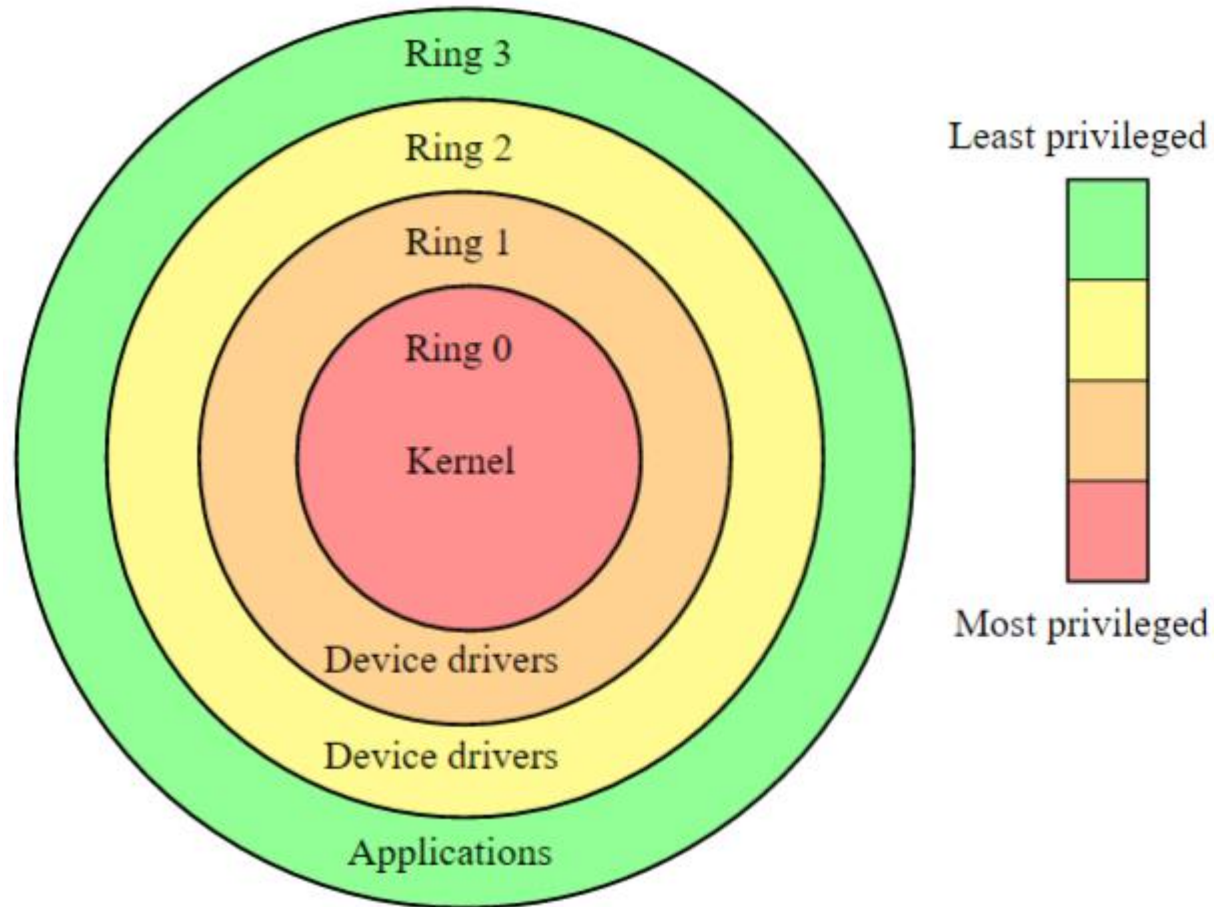 Ring 3
Ring 2
Ring 1
Ring 0
Kernel
Device drivers
Device drivers
Applications
Least privileged
Most privileged